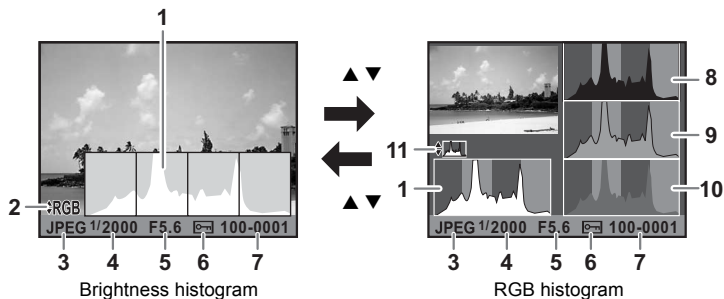 1
2
RGB
JPEG 1/2000 F5.6 100-0001
3 4 5 6 7
Brightness histogram
▲ ▼
▲ ▼
8
9
10
11
1
JPEG 1/2000 F5.6 100-0001
3 4 5 6 7
RGB histogram